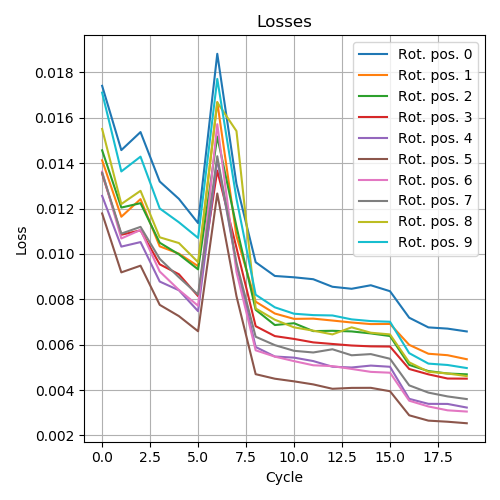 Losses
0.018
0.016
0.014
0.012
0.010
0.008
0.006
0.004
0.002
Loss
Rot. pos. 0
Rot. pos. 1
Rot. pos. 2
Rot. pos. 3
Rot. pos. 4
Rot. pos. 5
Rot. pos. 6
Rot. pos. 7
Rot. pos. 8
Rot. pos. 9
0.0 2.5 5.0 7.5 10.0 12.5 15.0 17.5
Cycle